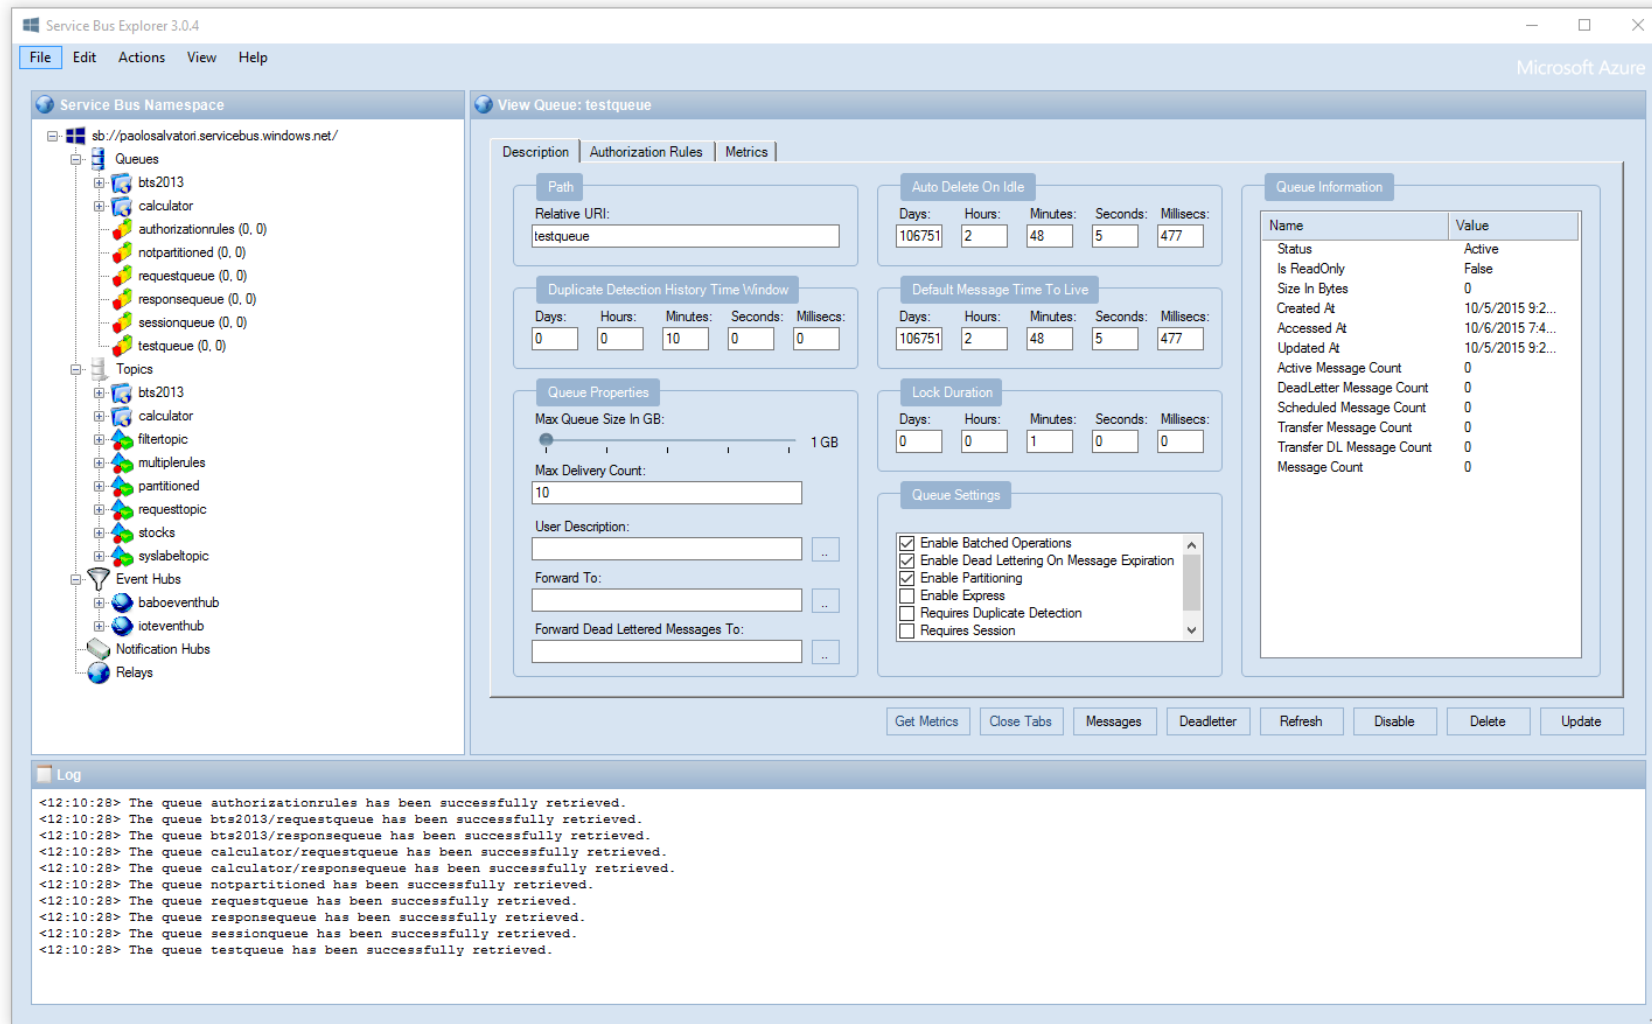 Service Bus Explorer 3.0.4
File Edit Actions View Help
Microsoft Azure
Service Bus Namespace
sb://paolosalvatori.servicebus.windows.net/
Queues
bts2013
calculator
authorizationrules (0, 0)
notpartitioned (0, 0)
requestqueue (0, 0)
responsequeue (0, 0)
sessionqueue (0, 0)
testqueue (0, 0)
Topics
bts2013
calculator
filtertopic
multiplerules
partitioned
requesttopic
stocks
syslabeltopic
Event Hubs
baboeventhub
ioteventhub
Notification Hubs
Relays
View Queue: testqueue
Description Authorization Rules Metrics
Path
Relative URI:
testqueue
Duplicate Detection History Time Window
Days: Hours: Minutes: Seconds: Millisecs:
0 0 10 0 0
Queue Properties
Max Queue Size In GB:
1 GB
Max Delivery Count:
10
User Description:
..
Forward To:
..
Forward Dead Lettered Messages To:
..
Auto Delete On Idle
Days: Hours: Minutes: Seconds: Millisecs:
106751 2 48 5 477
Default Message Time To Live
Days: Hours: Minutes: Seconds: Millisecs:
106751 2 48 5 477
Lock Duration
Days: Hours: Minutes: Seconds: Millisecs:
0 0 1 0 0
Queue Settings
Enable Batched Operations
Enable Dead Lettering On Message Expiration
Enable Partitioning
Enable Express
Requires Duplicate Detection
Requires Session
Queue Information
Name Value
Status Active
Is ReadOnly False
Size In Bytes 0
Created At 10/5/2015 9:2...
Accessed At 10/6/2015 7:4...
Updated At 10/5/2015 9:2...
Active Message Count 0
DeadLetter Message Count 0
Scheduled Message Count 0
Transfer Message Count 0
Transfer DL Message Count 0
Message Count 0
Get Metrics Close Tabs Messages Deadletter Refresh Disable Delete Update
Log
<12:10:28> The queue authorizationrules has been successfully retrieved.
<12:10:28> The queue bts2013/requestqueue has been successfully retrieved.
<12:10:28> The queue bts2013/responsequeue has been successfully retrieved.
<12:10:28> The queue calculator/requestqueue has been successfully retrieved.
<12:10:28> The queue calculator/responsequeue has been successfully retrieved.
<12:10:28> The queue notpartitioned has been successfully retrieved.
<12:10:28> The queue requestqueue has been successfully retrieved.
<12:10:28> The queue responsequeue has been successfully retrieved.
<12:10:28> The queue sessionqueue has been successfully retrieved.
<12:10:28> The queue testqueue has been successfully retrieved.